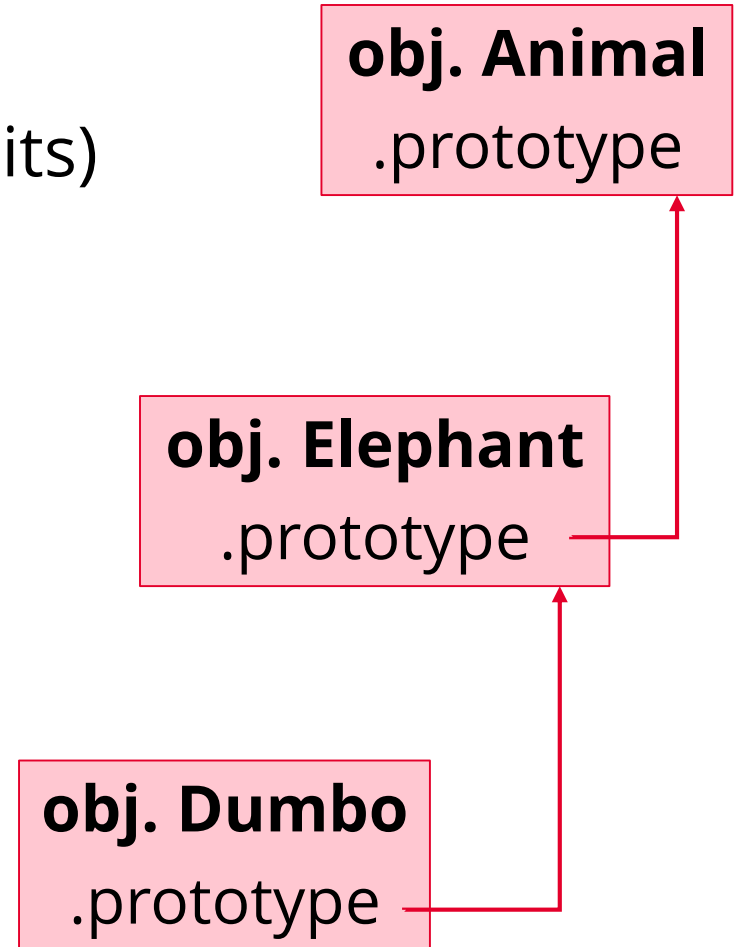 obj. Animal
.prototype
its)
obj. Elephant
.prototype
obj. Dumbo
.prototype